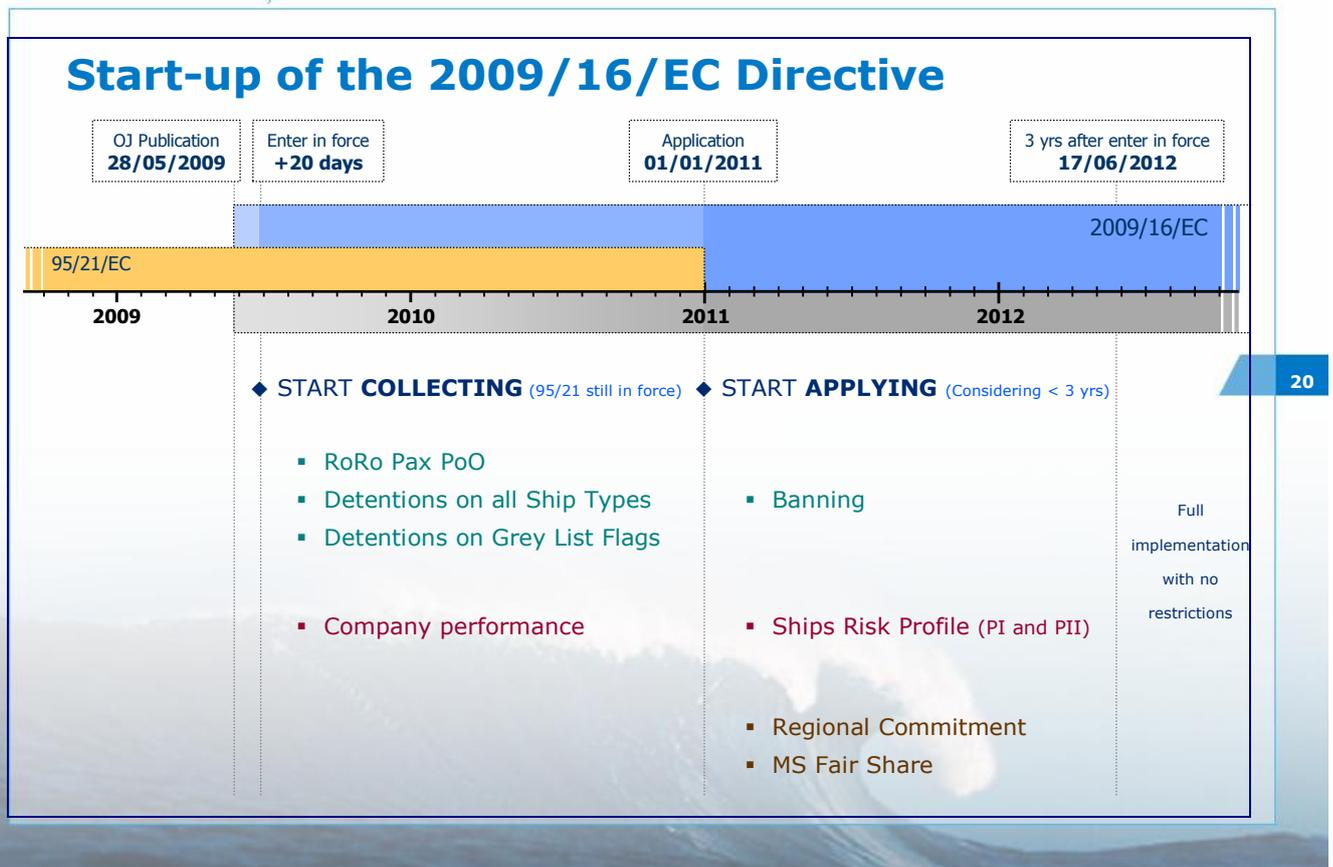 Start-up of the 2009/16/EC Directive
OJ Publication
28/05/2009
Enter in force
+20 days
Application
01/01/2011
3 yrs after enter in force
17/06/2012
2009/16/EC
95/21/EC
2009 2010 2011 2012
◆ START COLLECTING (95/21 still in force)
▪ RoRo Pax PoO
▪ Detentions on all Ship Types
▪ Detentions on Grey List Flags
▪ Company performance
◆ START APPLYING (Considering < 3 yrs)
▪ Banning
▪ Ships Risk Profile (PI and PII)
▪ Regional Commitment
▪ MS Fair Share
Full
implementation
with no
restrictions
20